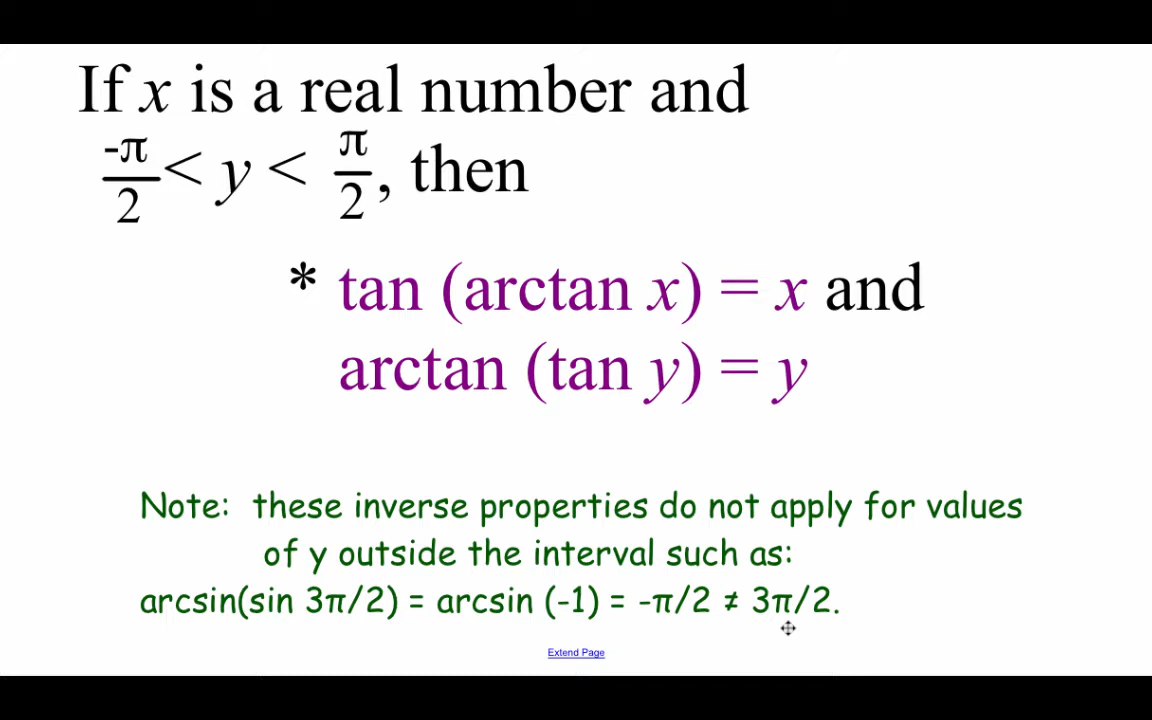 If x is a real number and
-π/2 < y < π/2, then
* tan (arctan x) = x and
arctan (tan y) = y
Note: these inverse properties do not apply for values
of y outside the interval such as:
arcsin(sin 3π/2) = arcsin (-1) = -π/2 ≠ 3π/2.
Extend Page